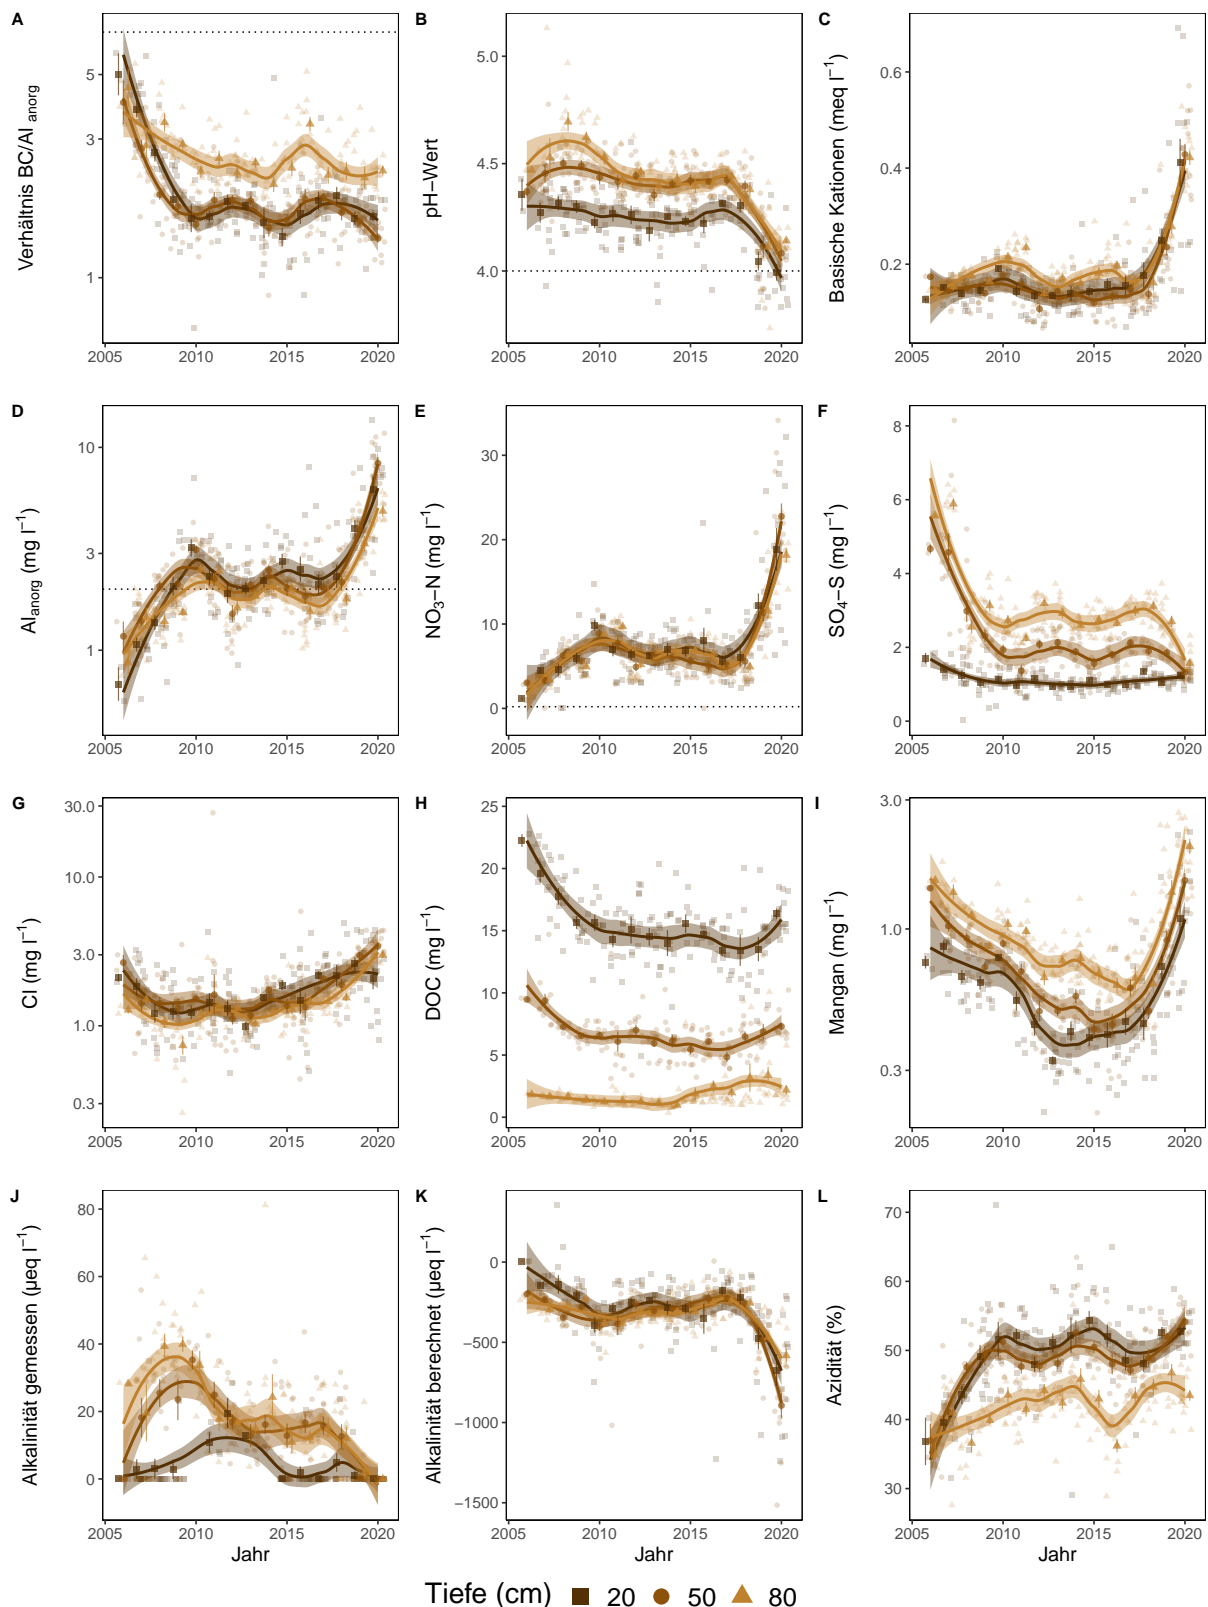 A
Verhältnis BC/Al anorg
5
3
1
2005 2010 2015 2020
B
pH−Wert
5.0
4.5
4.0
2005 2010 2015 2020
C
Basische Kationen (meq l⁻¹)
0.6
0.4
0.2
2005 2010 2015 2020
D
Alanorg (mg l⁻¹)
10
3
1
2005 2010 2015 2020
E
NO₃−N (mg l⁻¹)
30
20
10
0
2005 2010 2015 2020
F
SO₄−S (mg l⁻¹)
8
6
4
2
0
2005 2010 2015 2020
G
Cl (mg l⁻¹)
30.0
10.0
3.0
1.0
0.3
2005 2010 2015 2020
H
DOC (mg l⁻¹)
25
20
15
10
5
0
2005 2010 2015 2020
I
Mangan (mg l⁻¹)
3.0
1.0
0.3
2005 2010 2015 2020
J
Alkalinität gemessen (µeq l⁻¹)
80
60
40
20
0
2005 2010 2015 2020
Jahr
K
Alkalinität berechnet (µeq l⁻¹)
0
−500
−1000
−1500
2005 2010 2015 2020
L
Azidität (%)
70
60
50
40
30
2005 2010 2015 2020
Jahr
Tiefe (cm) 20 50 80